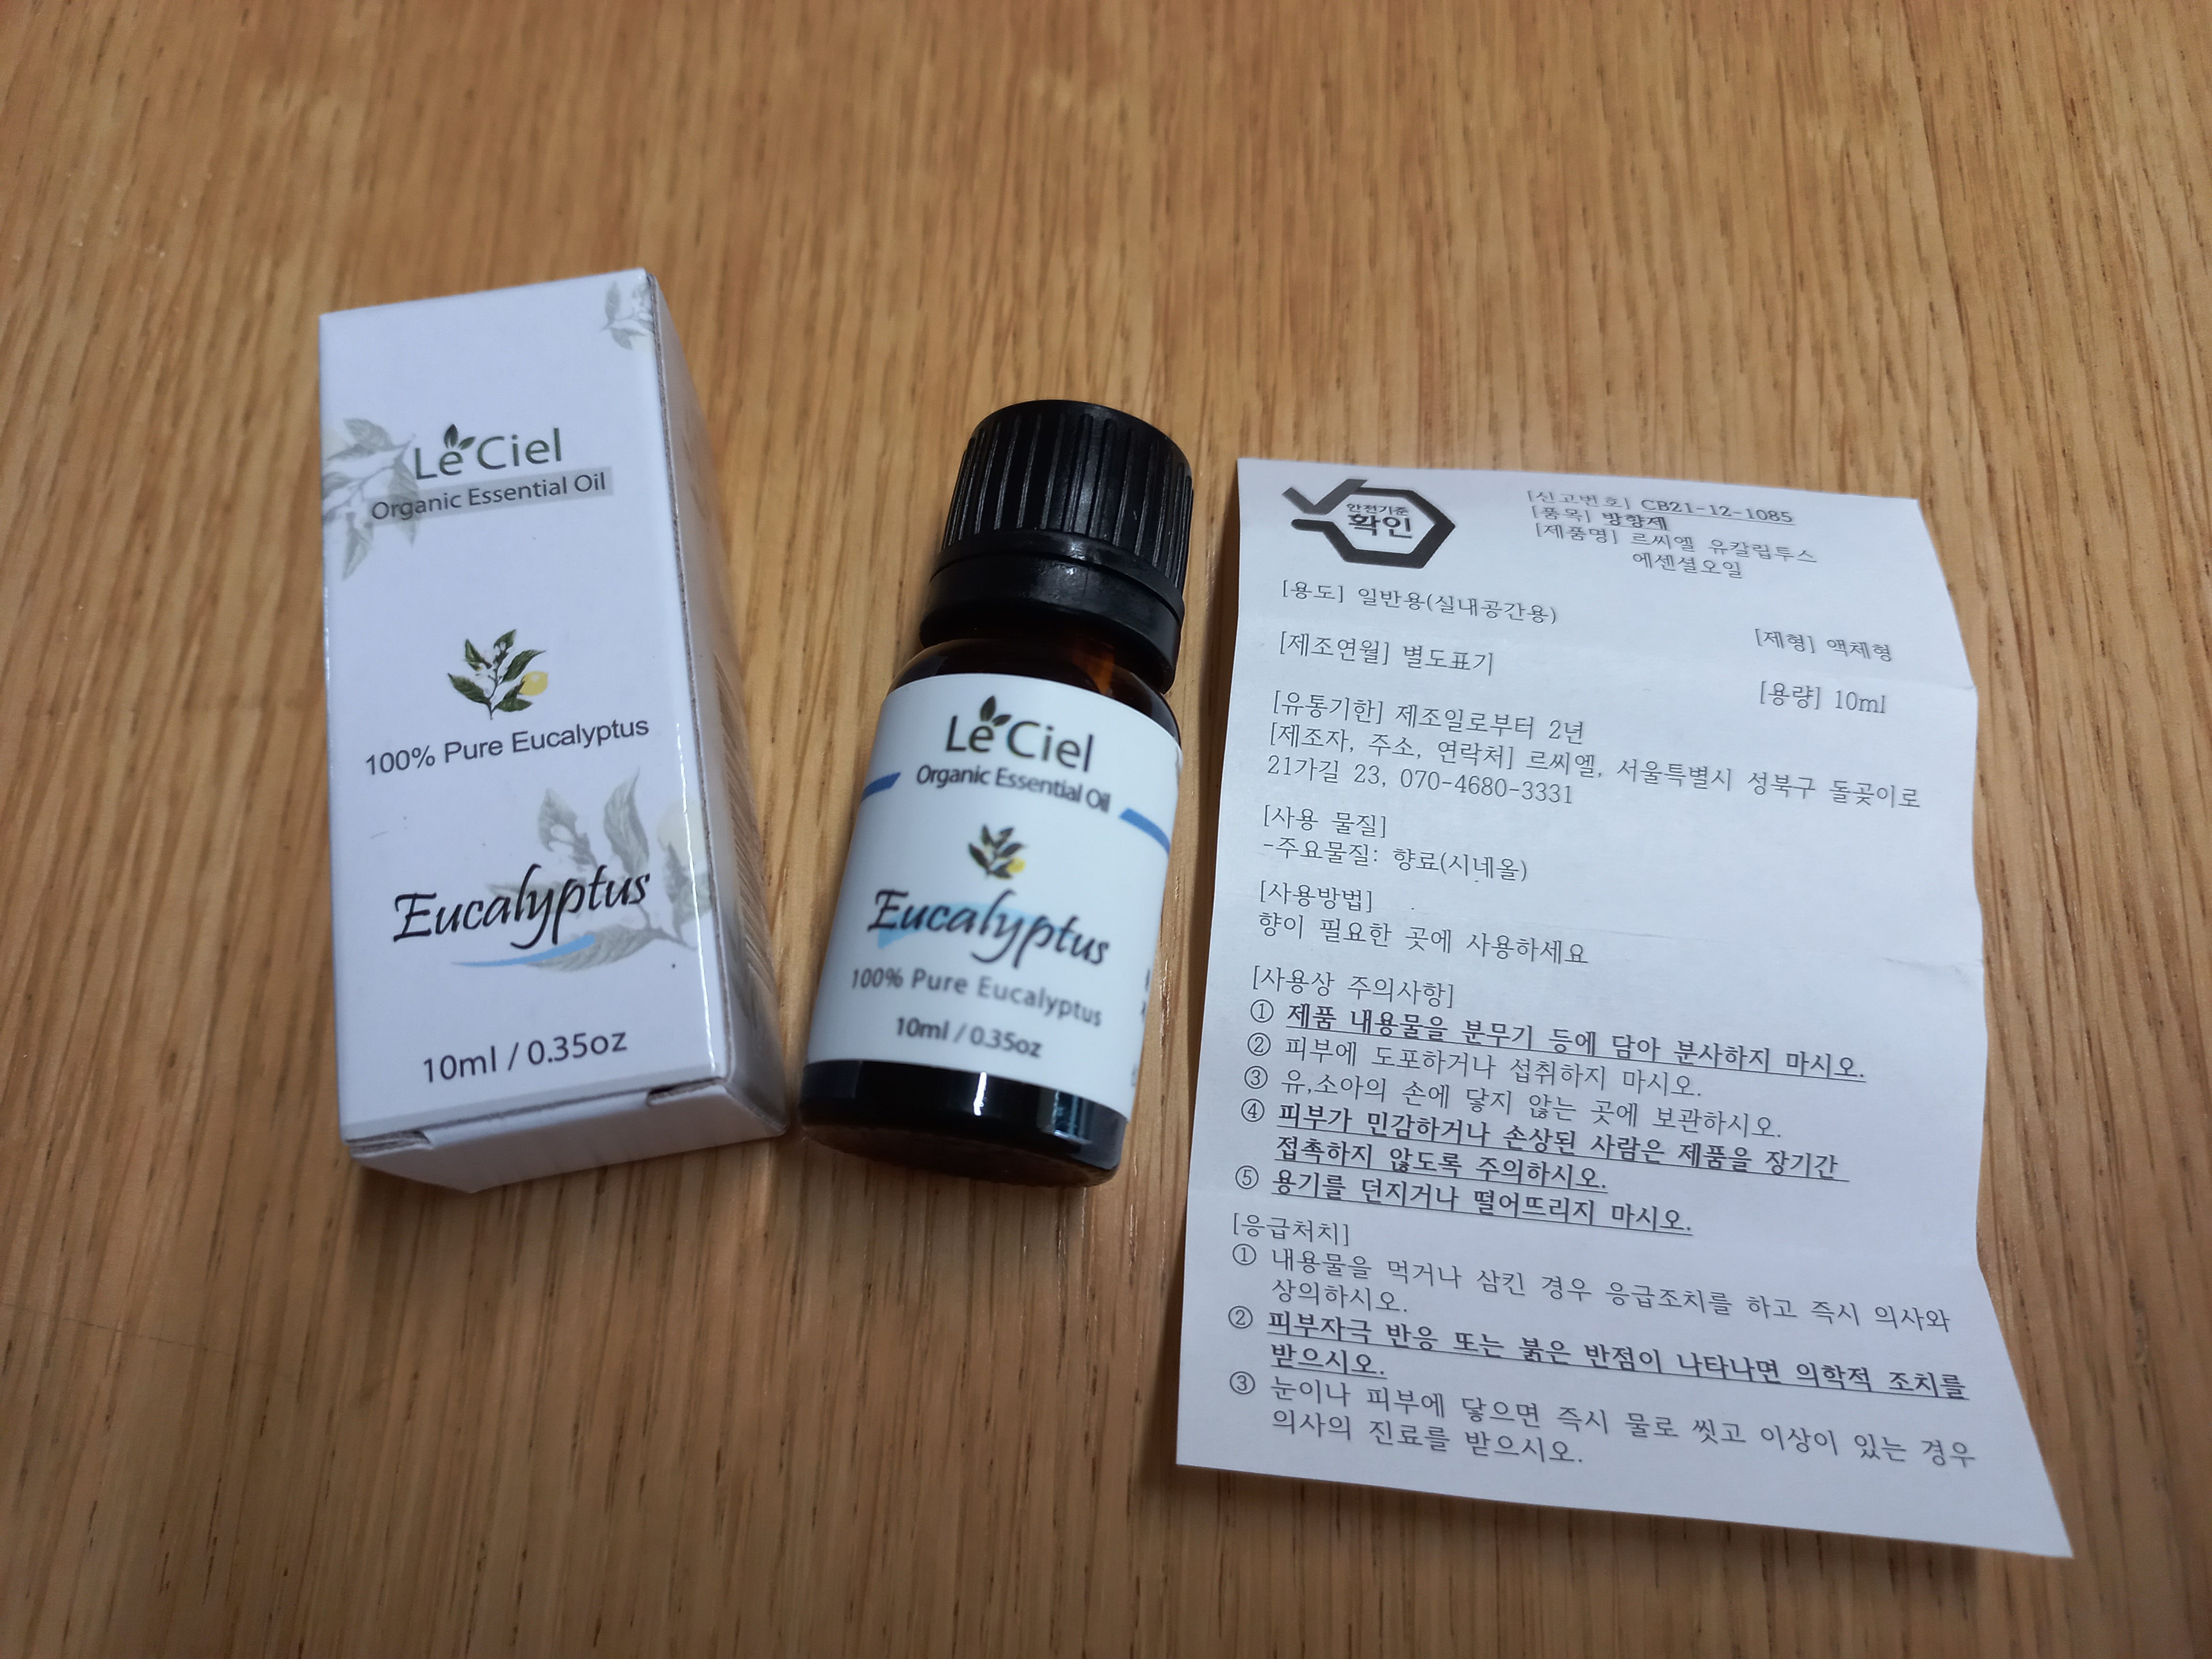 Le Ciel
Organic Essential Oil
100% Pure Eucalyptus
Eucalyptus
10ml / 0.35oz
Le Ciel
Organic Essential Oil
Eucalyptus
100% Pure Eucalyptus
10ml / 0.35oz
안전기준
확인
[신고번호] CB21-12-1085
[품목] 방향제
[제품명] 르씨엘 유칼립투스
에센셜오일
[용도] 일반용(실내공간용)
[제형] 액체형
[제조연월] 별도표기
[용량] 10ml
[유통기한] 제조일로부터 2년
[제조자, 주소, 연락처] 르씨엘, 서울특별시 성북구 돌곶이로
21가길 23, 070-4680-3331
[사용 물질]
-주요물질: 향료(시네올)
[사용방법]
향이 필요한 곳에 사용하세요
[사용상 주의사항]
① 제품 내용물을 분무기 등에 담아 분사하지 마시오.
② 피부에 도포하거나 섭취하지 마시오.
③ 유,소아의 손에 닿지 않는 곳에 보관하시오.
④ 피부가 민감하거나 손상된 사람은 제품을 장기간
접촉하지 않도록 주의하시오.
⑤ 용기를 던지거나 떨어뜨리지 마시오.
[응급처치]
① 내용물을 먹거나 삼킨 경우 응급조치를 하고 즉시 의사와
상의하시오.
② 피부자극 반응 또는 붉은 반점이 나타나면 의학적 조치를
받으시오.
③ 눈이나 피부에 닿으면 즉시 물로 씻고 이상이 있는 경우
의사의 진료를 받으시오.